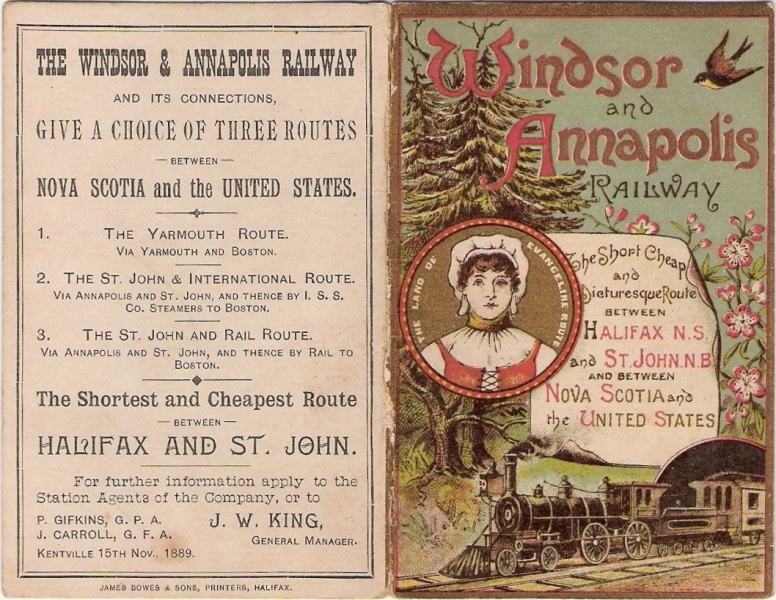 THE WINDSOR & ANNAPOLIS RAILWAY
AND ITS CONNECTIONS,
GIVE A CHOICE OF THREE ROUTES
— BETWEEN —
NOVA SCOTIA and the UNITED STATES.
1. THE YARMOUTH ROUTE.
VIA YARMOUTH AND BOSTON.
2. THE ST. JOHN & INTERNATIONAL ROUTE.
VIA ANNAPOLIS AND ST. JOHN, AND THENCE BY I. S. S.
CO. STEAMERS TO BOSTON.
3. THE ST. JOHN AND RAIL ROUTE.
VIA ANNAPOLIS AND ST. JOHN, AND THENCE BY RAIL TO
BOSTON.
The Shortest and Cheapest Route
— BETWEEN —
HALIFAX AND ST. JOHN.
For further information apply to the
Station Agents of the Company, or to
P. GIFKINS, G. P. A.
J. CARROLL, G. F. A.
J. W. KING,
GENERAL MANAGER.
KENTVILLE 15TH NOV., 1889.
JAMES BOWES & SONS, PRINTERS, HALIFAX.
Windsor
and
Annapolis
RAILWAY
THE LAND OF EVANGELINE ROUTE
The Short Cheap
and
Picturesque Route
BETWEEN
HALIFAX N.S.
and ST. JOHN. N.B
AND BETWEEN
NOVA SCOTIA and
the UNITED STATES